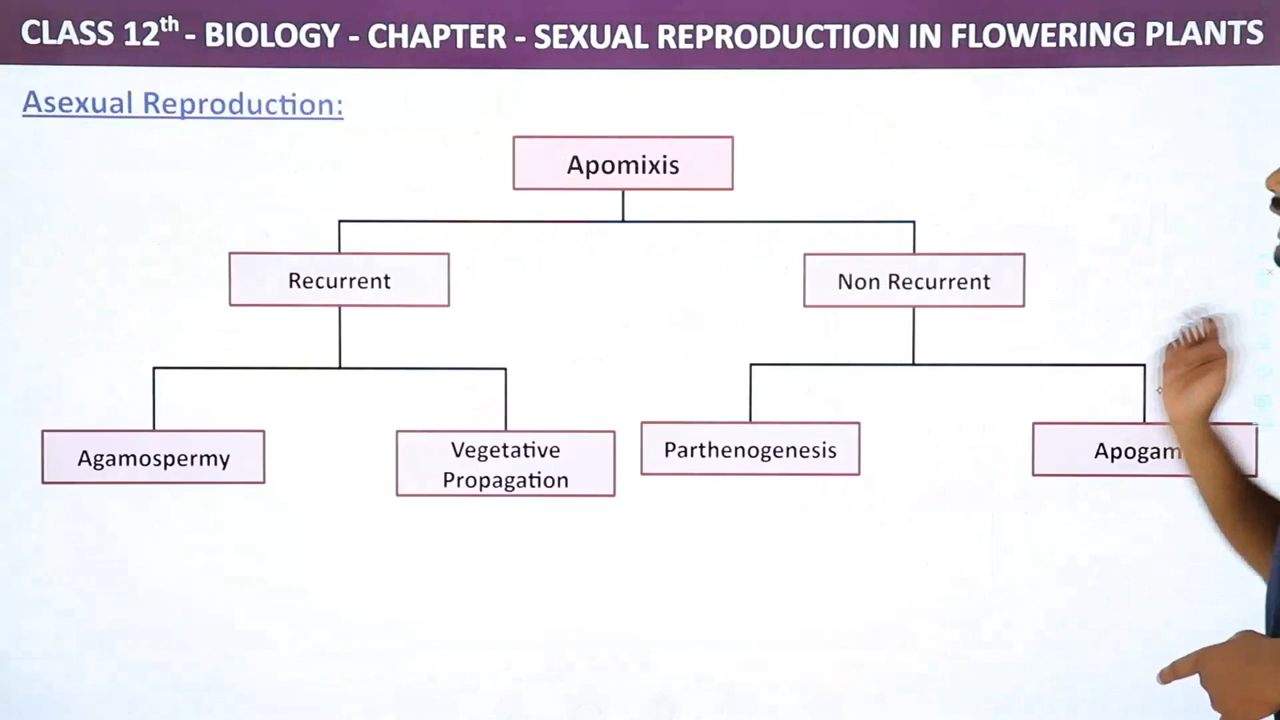 CLASS 12th - BIOLOGY - CHAPTER - SEXUAL REPRODUCTION IN FLOWERING PLANTS
Asexual Reproduction:
Apomixis
Recurrent
Non Recurrent
Agamospermy
Vegetative
Propagation
Parthenogenesis
Apogam